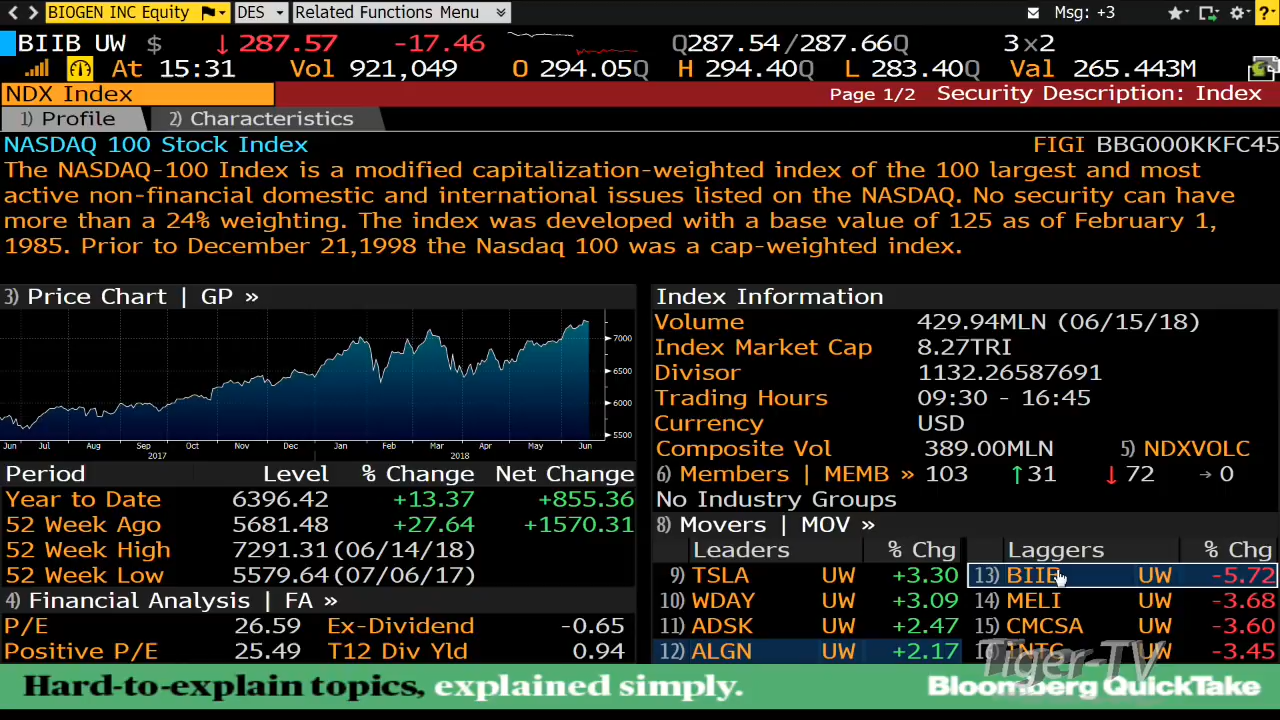 BIOGEN INC Equity DES Related Functions Menu Msg: +3
BIIB UW $ ↓ 287.57 -17.46 Q287.54/287.66Q 3×2
At 15:31 Vol 921,049 O 294.05Q H 294.40Q L 283.40Q Val 265.443M
NDX Index Page 1/2 Security Description: Index
1) Profile 2) Characteristics
NASDAQ 100 Stock Index FIGI BBG000KKFC45
The NASDAQ-100 Index is a modified capitalization-weighted index of the 100 largest and most
active non-financial domestic and international issues listed on the NASDAQ. No security can have
more than a 24% weighting. The index was developed with a base value of 125 as of February 1,
1985. Prior to December 21,1998 the Nasdaq 100 was a cap-weighted index.
3) Price Chart | GP »
7000
6500
6000
5500
Jun Jul Aug Sep Oct Nov Dec Jan Feb Mar Apr May Jun
2017 2018
Period Level % Change Net Change
Year to Date 6396.42 +13.37 +855.36
52 Week Ago 5681.48 +27.64 +1570.31
52 Week High 7291.31 (06/14/18)
52 Week Low 5579.64 (07/06/17)
4) Financial Analysis | FA »
P/E 26.59 Ex-Dividend -0.65
Positive P/E 25.49 T12 Div Yld 0.94
Index Information
Volume 429.94MLN (06/15/18)
Index Market Cap 8.27TRI
Divisor 1132.26587691
Trading Hours 09:30 - 16:45
Currency USD
Composite Vol 389.00MLN 5) NDXVOLC
6) Members | MEMB » 103 ↑31 ↓72 →0
No Industry Groups
8) Movers | MOV »
Leaders % Chg Laggers % Chg
9) TSLA UW +3.30 13) BIIB UW -5.72
10) WDAY UW +3.09 14) MELI UW -3.68
11) ADSK UW +2.47 15) CMCSA UW -3.60
12) ALGN UW +2.17 16) INTC UW -3.45
Tiger-TV
Hard-to-explain topics, explained simply. Bloomberg QuickTake